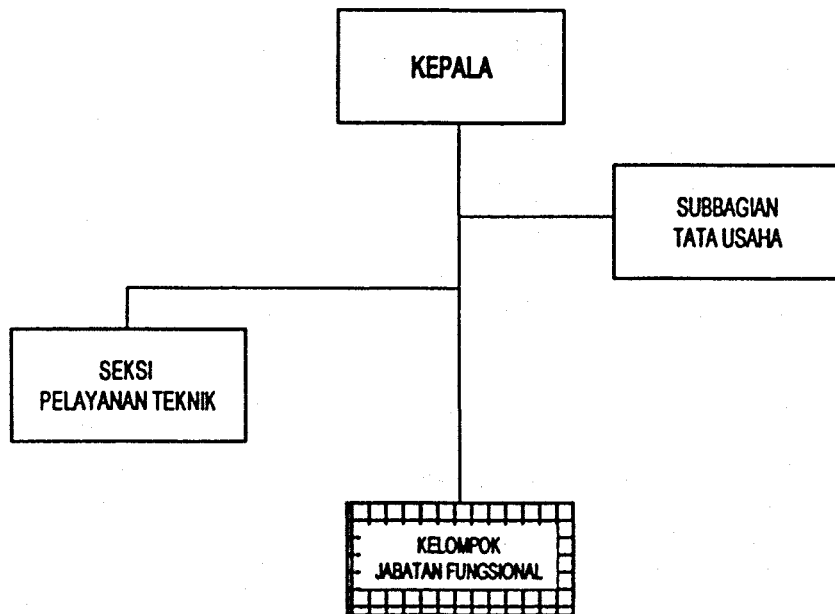 KEPALA
SUBBAGIAN
TATA USAHA
SEKSI
PELAYANAN TEKNIK
KELOMPOK
JABATAN FUNGSIONAL